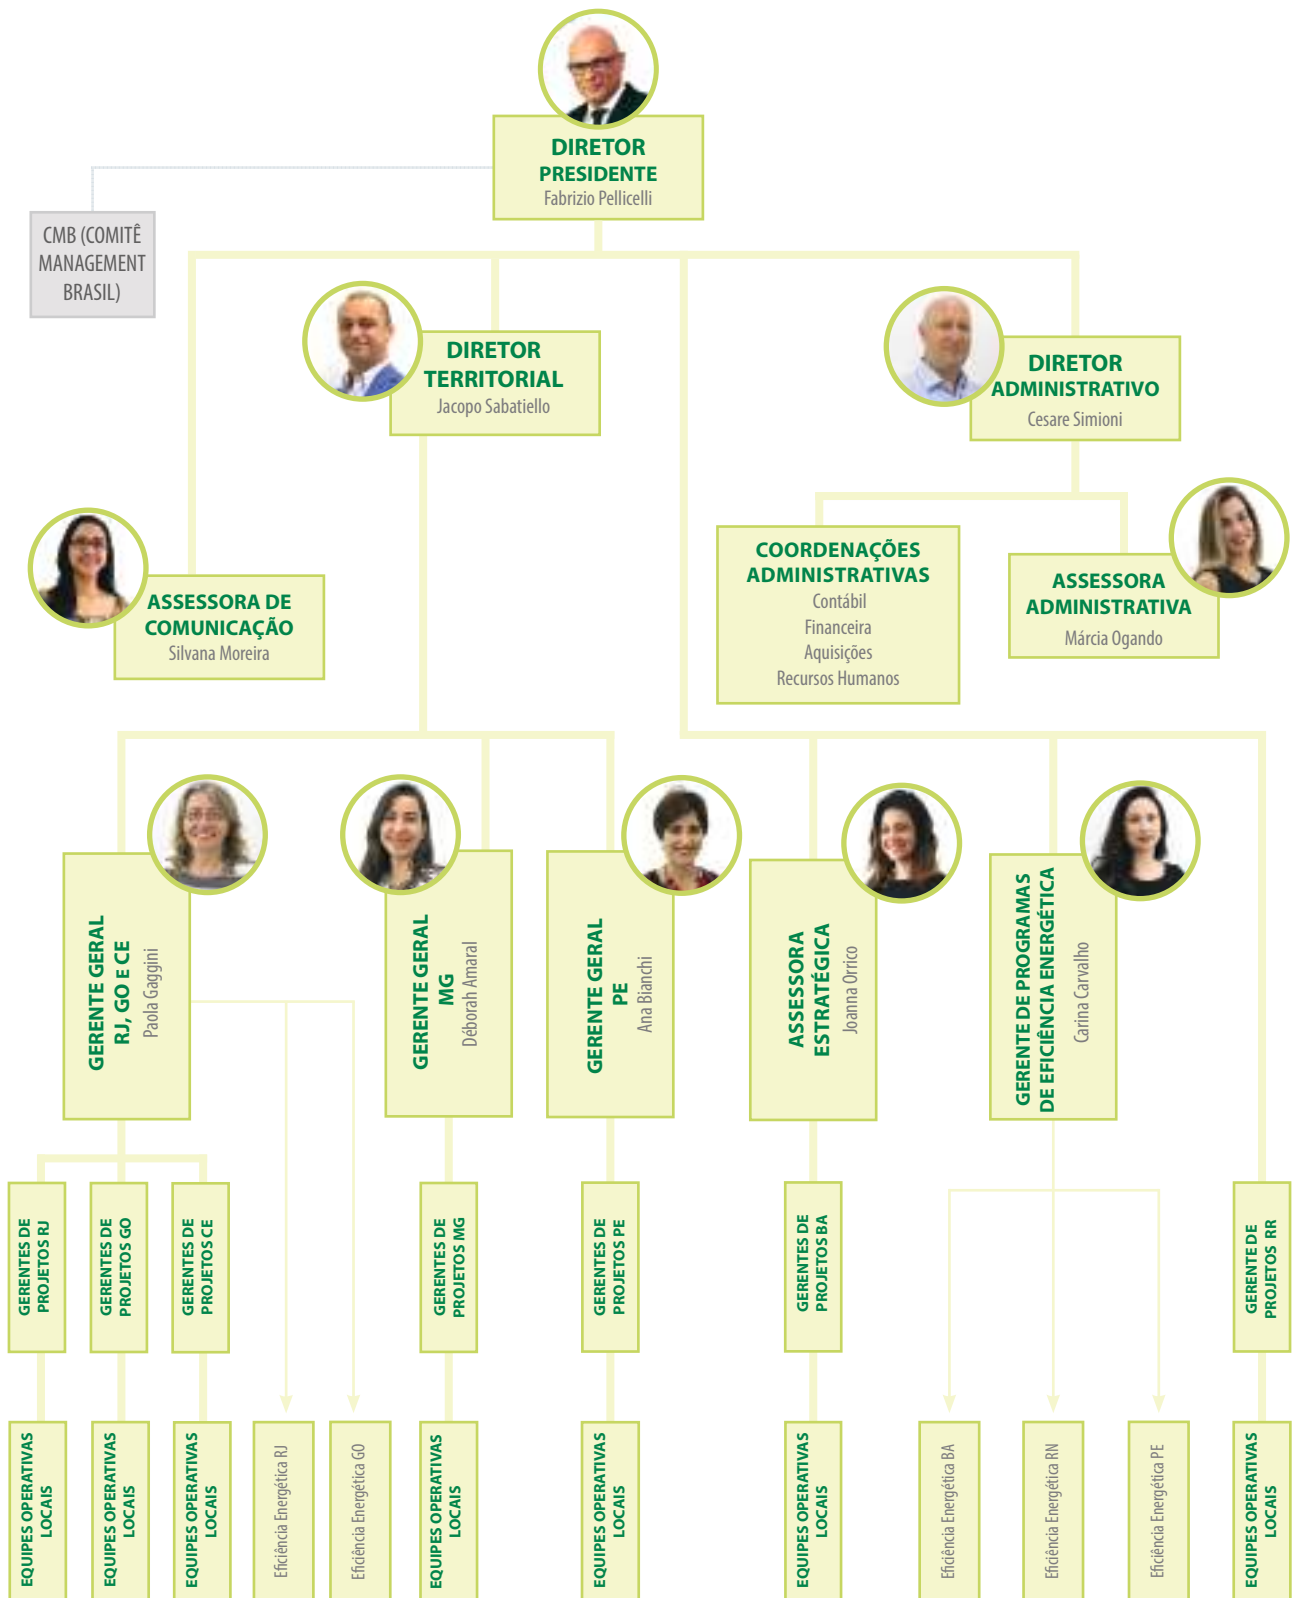 DIRETOR
PRESIDENTE
Fabrizio Pellicelli
CMB (COMITÊ
MANAGEMENT
BRASIL)
DIRETOR
TERRITORIAL
Jacopo Sabatiello
DIRETOR
ADMINISTRATIVO
Cesare Simioni
ASSESSORA DE
COMUNICAÇÃO
Silvana Moreira
COORDENAÇÕES
ADMINISTRATIVAS
Contábil
Financeira
Aquisições
Recursos Humanos
ASSESSORA
ADMINISTRATIVA
Márcia Ogando
GERENTE GERAL
RJ, GO E CE
Paola Gaggini
GERENTE GERAL
MG
Déborah Amaral
GERENTE GERAL
PE
Ana Bianchi
ASSESSORA
ESTRATÉGICA
Joanna Orrico
GERENTE DE PROGRAMAS
DE EFICIÊNCIA ENERGÉTICA
Carina Carvalho
GERENTES DE
PROJETOS RJ
GERENTES DE
PROJETOS GO
GERENTES DE
PROJETOS CE
GERENTES DE
PROJETOS MG
GERENTES DE
PROJETOS PE
GERENTES DE
PROJETOS BA
GERENTE DE
PROJETOS RR
EQUIPES OPERATIVAS
LOCAIS
EQUIPES OPERATIVAS
LOCAIS
EQUIPES OPERATIVAS
LOCAIS
Eficiência Energética RJ
Eficiência Energética GO
EQUIPES OPERATIVAS
LOCAIS
EQUIPES OPERATIVAS
LOCAIS
EQUIPES OPERATIVAS
LOCAIS
Eficiência Energética BA
Eficiência Energética RN
Eficiência Energética PE
EQUIPES OPERATIVAS
LOCAIS